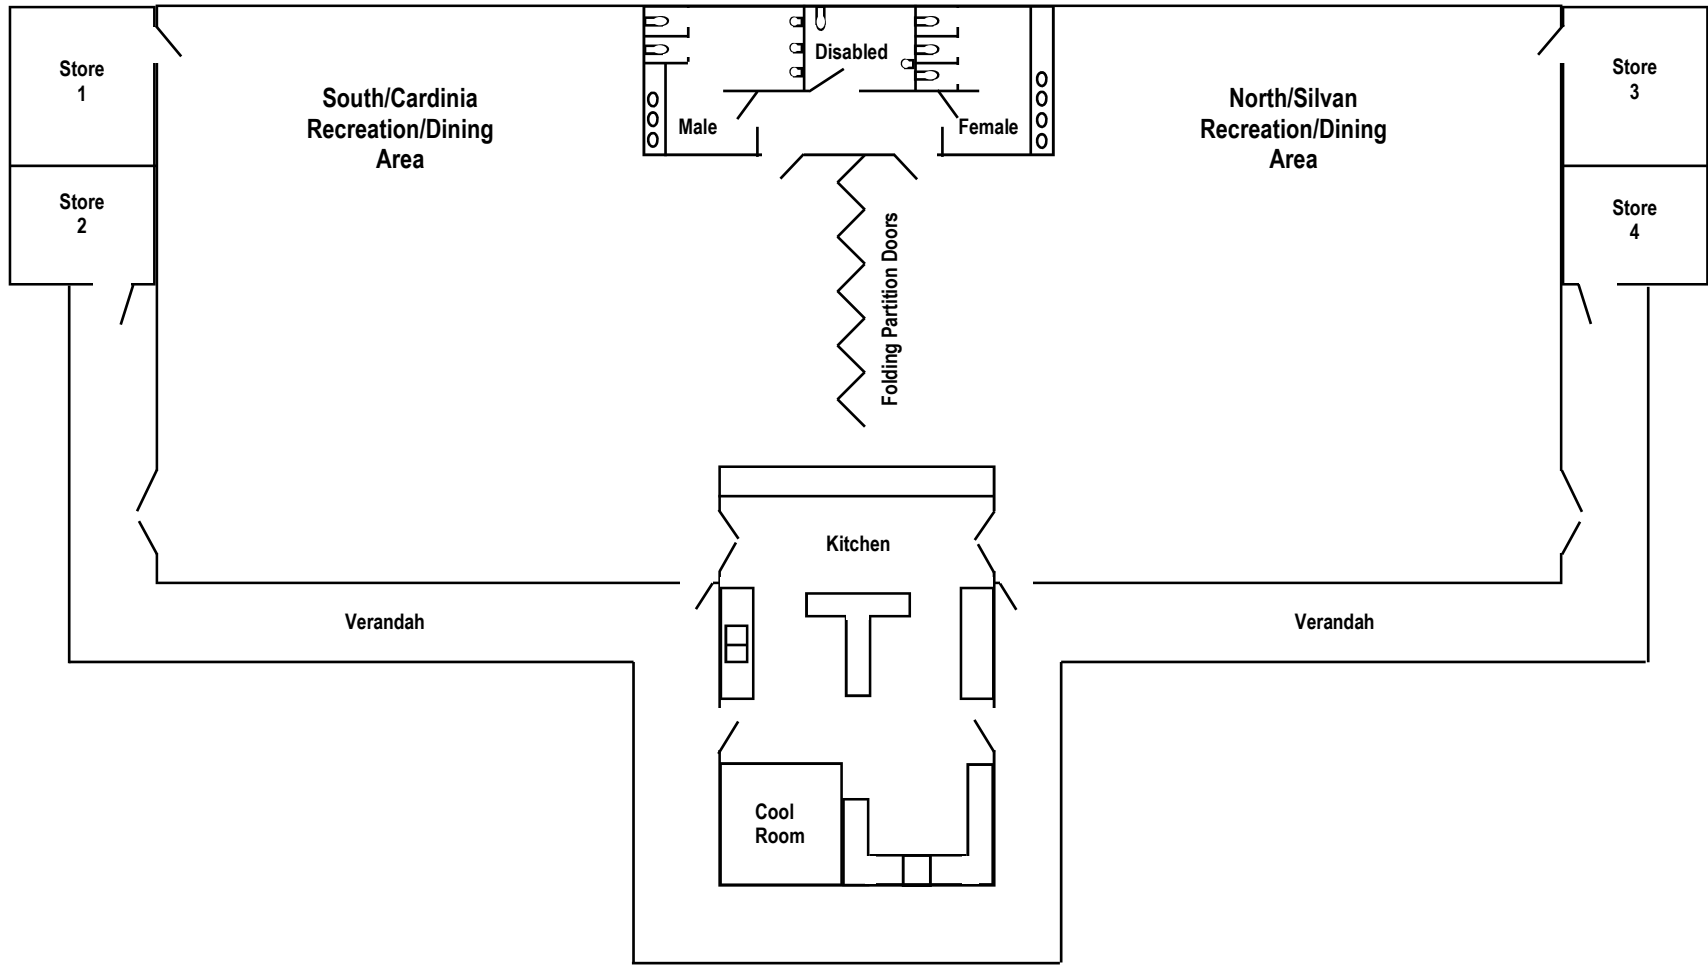 Store
1
South/Cardinia
Recreation/Dining
Area
Disabled
Male
Female
North/Silvan
Recreation/Dining
Area
Store
3
Store
2
Folding Partition Doors
Store
4
Kitchen
Verandah
Verandah
Cool
Room